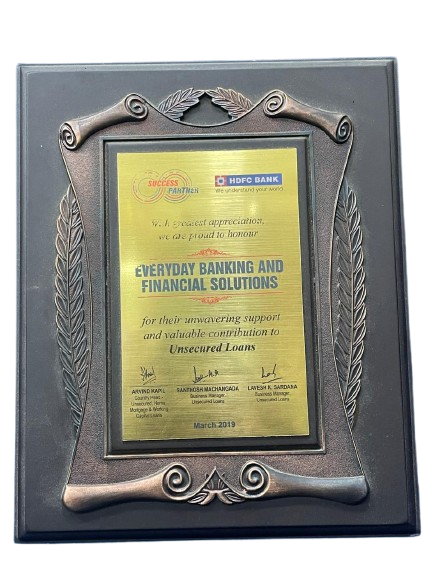 SUCCESS
PARTNER
HDFC BANK
We understand your world
With greatest appreciation,
we are proud to honour
EVERYDAY BANKING AND
FINANCIAL SOLUTIONS
for their unwavering support
and valuable contribution to
Unsecured Loans
ARVIND KAPIL
Country Head -
Unsecured, Home,
Mortgage & Working
Capital Loans
SANTHOSH MACHANGADA
Business Manager,
Unsecured Loans
LAVESH K. SARDANA
Business Manager,
Unsecured Loans
March 2019